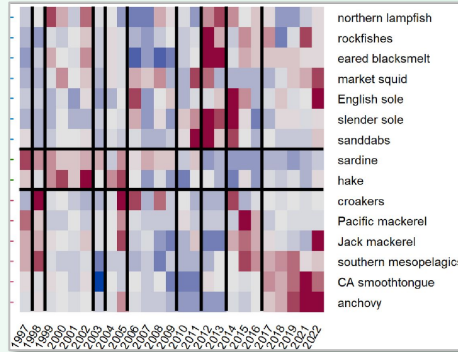 northern lampfish
rockfishes
eared blacksmelt
market squid
English sole
slender sole
sanddabs
sardine
hake
croakers
Pacific mackerel
Jack mackerel
southern mesopelagics
CA smoothtongue
anchovy
1997 1998 1999 2000 2001 2002 2003 2004 2005 2006 2007 2008 2009 2010 2011 2012 2013 2014 2015 2016 2017 2018 2019 2021 2022